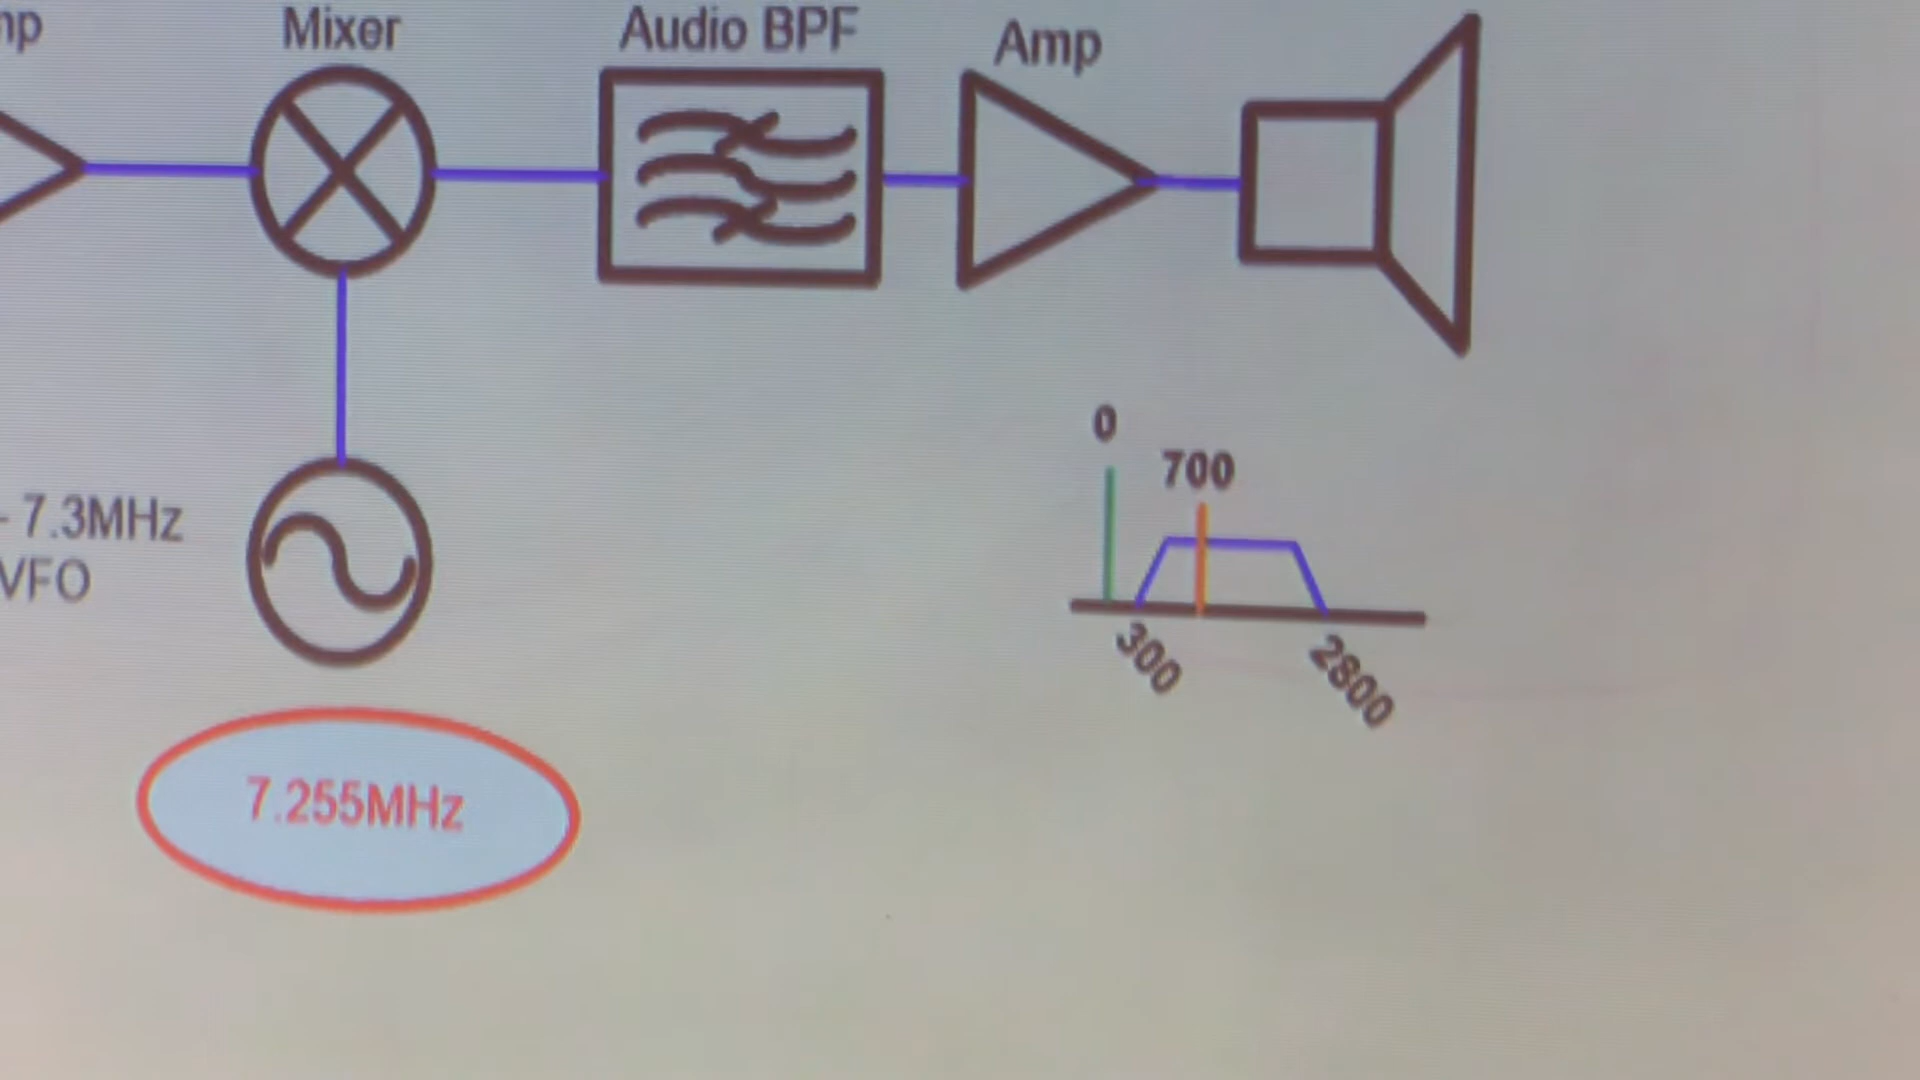 Mixer
Audio BPF
Amp
- 7.3MHz
VFO
7.255MHz
0
700
300
2800